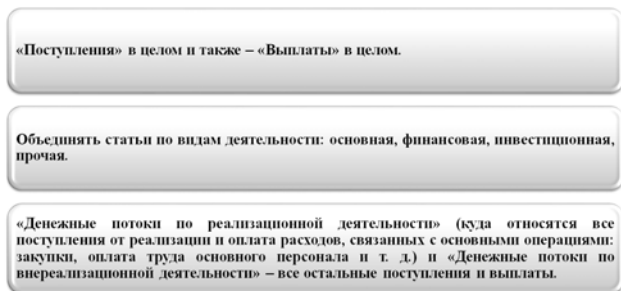 «Поступления» в целом и также – «Выплаты» в целом.
Объединять статьи по видам деятельности: основная, финансовая, инвестиционная,
прочая.
«Денежные потоки по реализационной деятельности» (куда относятся все
поступления от реализации и оплата расходов, связанных с основными операциями:
закупки, оплата труда основного персонала и т. д.) и «Денежные потоки по
внереализационной деятельности» – все остальные поступления и выплаты.